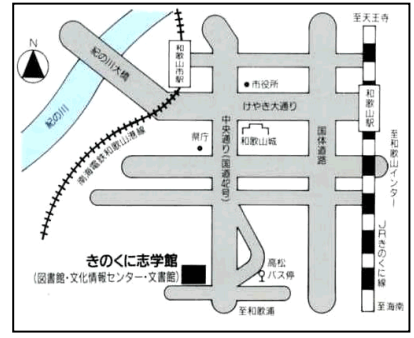 至天王寺
N
紀の川大橋
和歌山市駅
市役所
けやき大通り
和歌山駅
紀の川
県庁
和歌山城
中央通り(国道42号)
国体道路
至和歌山インター
南海電鉄和歌山港線
JRきのくに線
きのくに志学館
(図書館・文化情報センター・文書館)
高松
バス停
至和歌浦
至海南